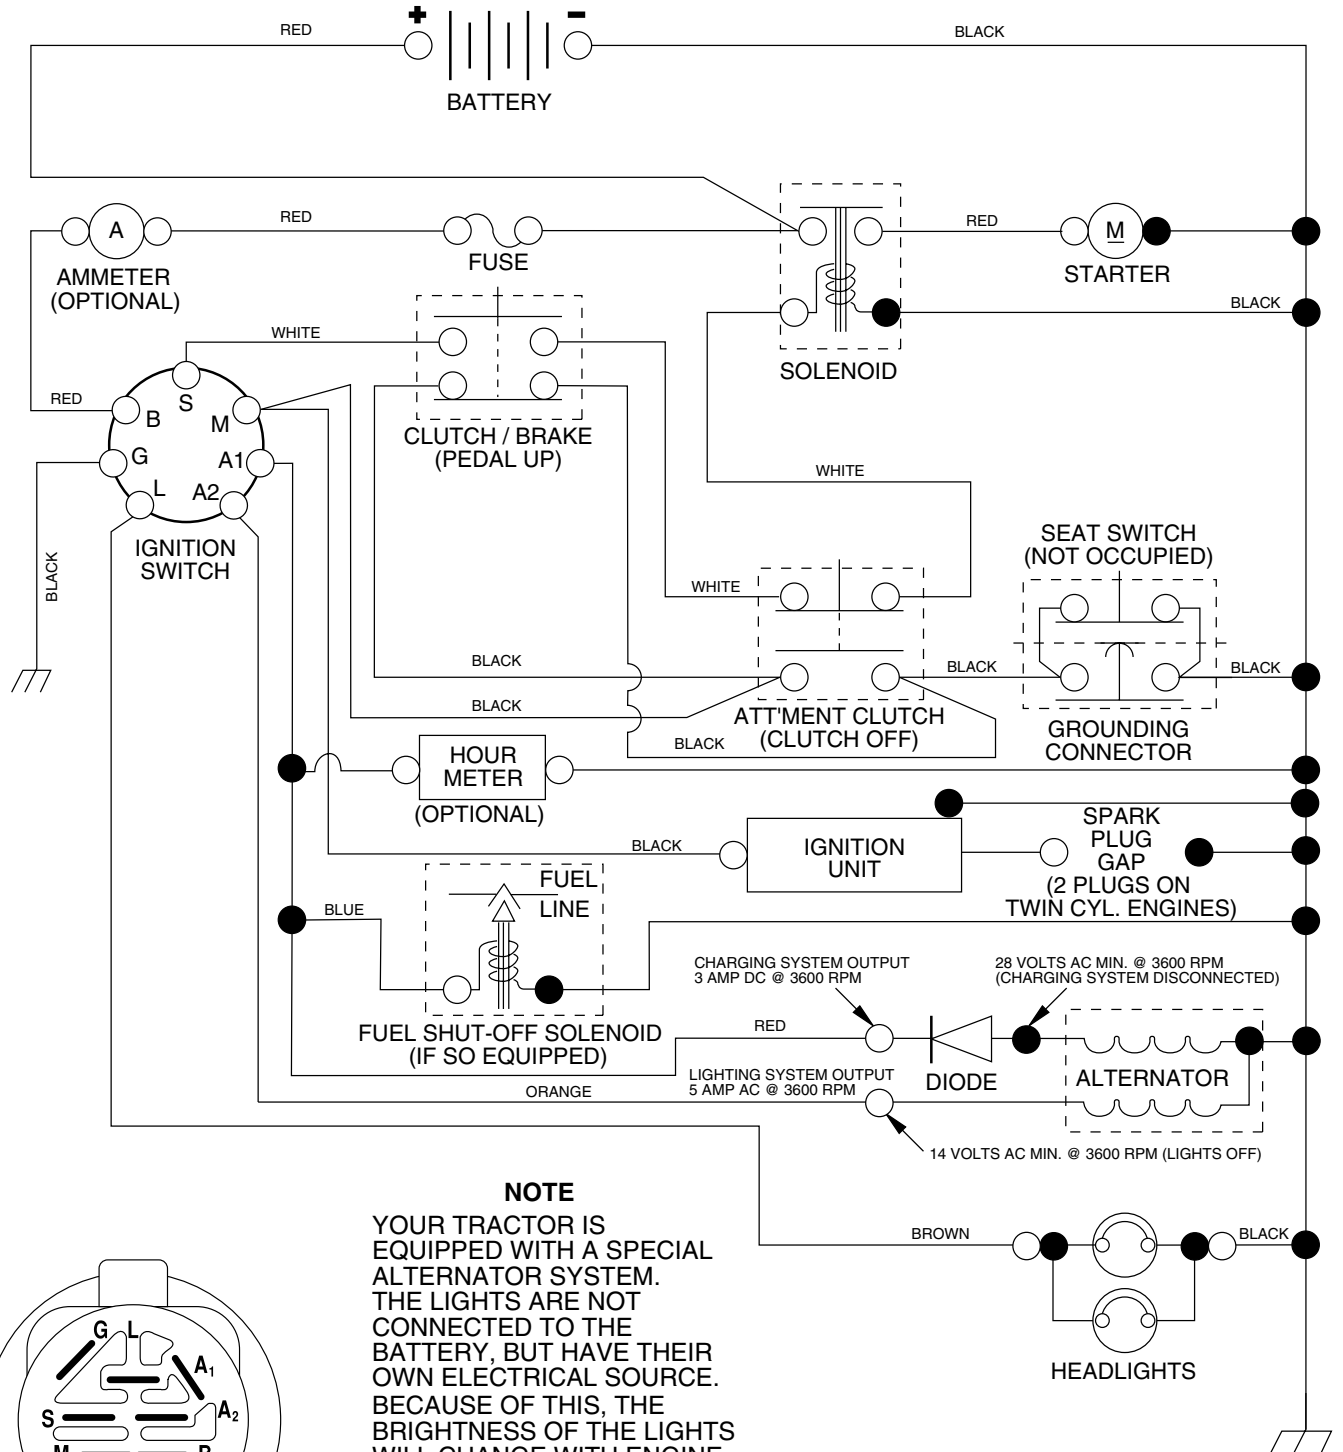 + −
RED
BLACK
BATTERY
A
RED
RED
M
AMMETER
(OPTIONAL)
FUSE
STARTER
BLACK
WHITE
SOLENOID
RED
B
S
M
G
A1
L
A2
CLUTCH / BRAKE
(PEDAL UP)
WHITE
IGNITION
SWITCH
BLACK
SEAT SWITCH
(NOT OCCUPIED)
WHITE
BLACK
BLACK
BLACK
BLACK
BLACK
ATT'MENT CLUTCH
(CLUTCH OFF)
GROUNDING
CONNECTOR
HOUR
METER
(OPTIONAL)
BLACK
IGNITION
UNIT
SPARK
PLUG
GAP
(2 PLUGS ON
TWIN CYL. ENGINES)
FUEL
LINE
BLUE
FUEL SHUT-OFF SOLENOID
(IF SO EQUIPPED)
CHARGING SYSTEM OUTPUT
3 AMP DC @ 3600 RPM
28 VOLTS AC MIN. @ 3600 RPM
(CHARGING SYSTEM DISCONNECTED)
RED
DIODE
ALTERNATOR
LIGHTING SYSTEM OUTPUT
5 AMP AC @ 3600 RPM
ORANGE
14 VOLTS AC MIN. @ 3600 RPM (LIGHTS OFF)
BROWN
BLACK
HEADLIGHTS
NOTE
YOUR TRACTOR IS
EQUIPPED WITH A SPECIAL
ALTERNATOR SYSTEM.
THE LIGHTS ARE NOT
CONNECTED TO THE
BATTERY, BUT HAVE THEIR
OWN ELECTRICAL SOURCE.
BECAUSE OF THIS, THE
BRIGHTNESS OF THE LIGHTS
WILL CHANGE WITH ENGINE
G L
A1
S
A2
M
B